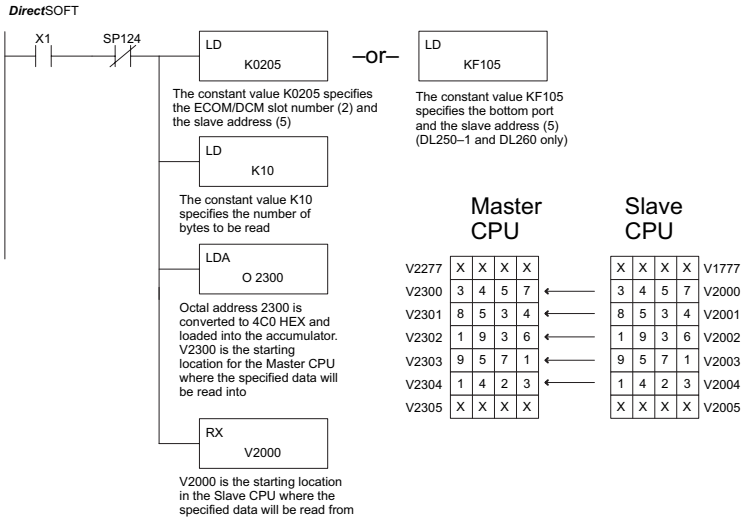 DirectSOFT
X1
SP124
LD
K0205
–or–
LD
KF105
The constant value K0205 specifies
the ECOM/DCM slot number (2) and
the slave address (5)
The constant value KF105
specifies the bottom port
and the slave address (5)
(DL250–1 and DL260 only)
LD
K10
The constant value K10
specifies the number of
bytes to be read
LDA
O 2300
Octal address 2300 is
converted to 4C0 HEX and
loaded into the accumulator.
V2300 is the starting
location for the Master CPU
where the specified data will
be read into
RX
V2000
V2000 is the starting location
in the Slave CPU where the
specified data will be read from
Master
CPU
Slave
CPU
V2277 X X X X X X X X V1777
V2300 3 4 5 7 3 4 5 7 V2000
V2301 8 5 3 4 8 5 3 4 V2001
V2302 1 9 3 6 1 9 3 6 V2002
V2303 9 5 7 1 9 5 7 1 V2003
V2304 1 4 2 3 1 4 2 3 V2004
V2305 X X X X X X X X V2005